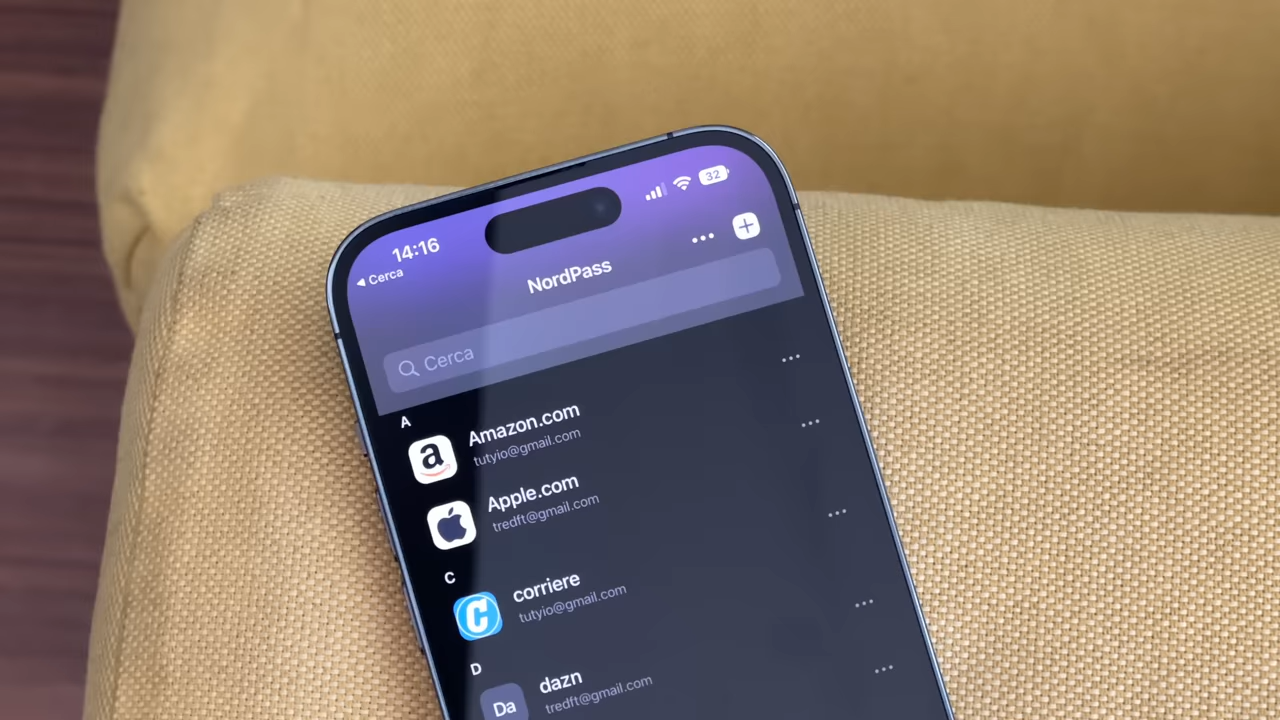 14:16
32
◀ Cerca
NordPass
Cerca
A
a
Amazon.com
tutyio@gmail.com
Apple.com
tredft@gmail.com
C
C
corriere
tutyio@gmail.com
D
Da
dazn
tredft@gmail.com